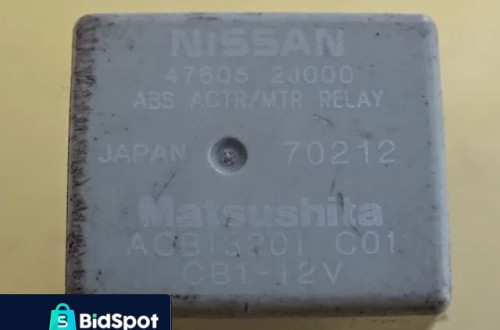 NISSAN
47605 2J000
ABS ACTR/MTR RELAY
JAPAN 70212
Matsushita
ACB13201 C01
CB1-12V
BidSpot